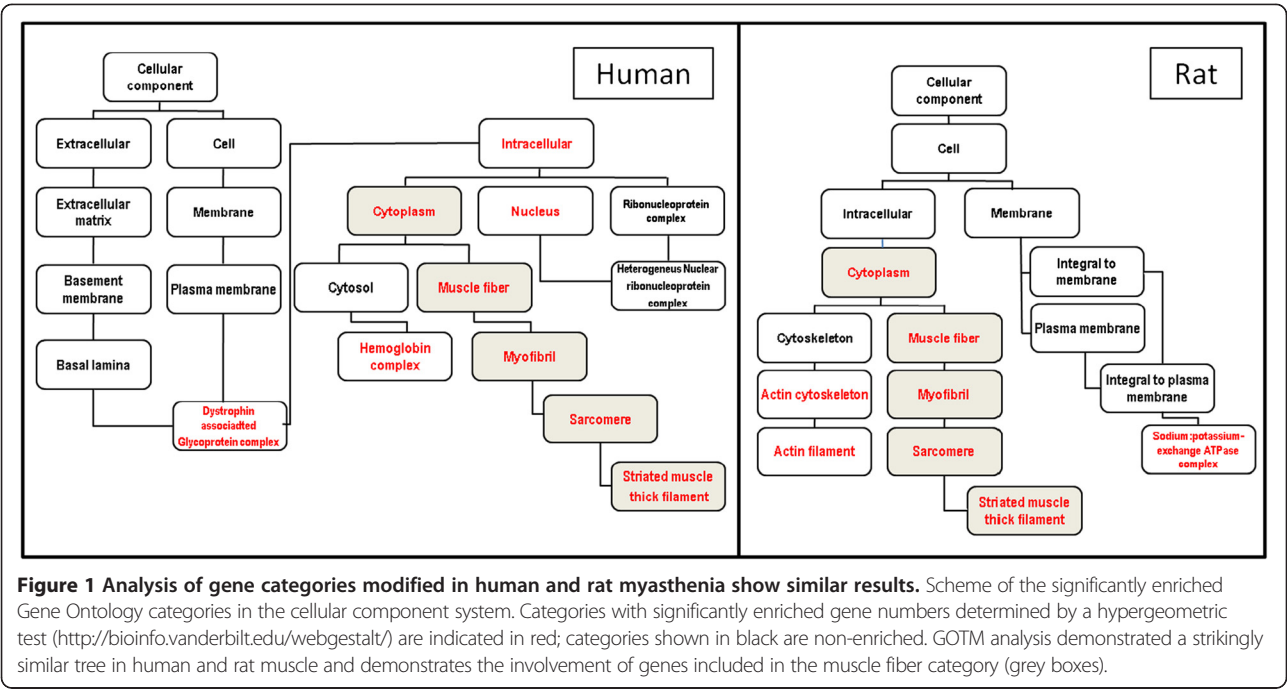 Human
Cellular
component
Extracellular
Cell
Intracellular
Extracellular
matrix
Membrane
Cytoplasm
Nucleus
Ribonucleoprotein
complex
Basement
membrane
Plasma membrane
Cytosol
Muscle fiber
Heterogeneus Nuclear
ribonucleoprotein
complex
Basal lamina
Hemoglobin
complex
Myofibril
Dystrophin
associadted
Glycoprotein complex
Sarcomere
Striated muscle
thick filament
Rat
Cellular
component
Cell
Intracellular
Membrane
Cytoplasm
Integral to
membrane
Cytoskeleton
Muscle fiber
Plasma membrane
Actin cytoskeleton
Myofibril
Integral to plasma
membrane
Actin filament
Sarcomere
Sodium:potassium-
exchange ATPase
complex
Striated muscle
thick filament
Figure 1 Analysis of gene categories modified in human and rat myasthenia show similar results. Scheme of the significantly enriched
Gene Ontology categories in the cellular component system. Categories with significantly enriched gene numbers determined by a hypergeometric
test (http://bioinfo.vanderbilt.edu/webgestalt/) are indicated in red; categories shown in black are non-enriched. GOTM analysis demonstrated a strikingly
similar tree in human and rat muscle and demonstrates the involvement of genes included in the muscle fiber category (grey boxes).